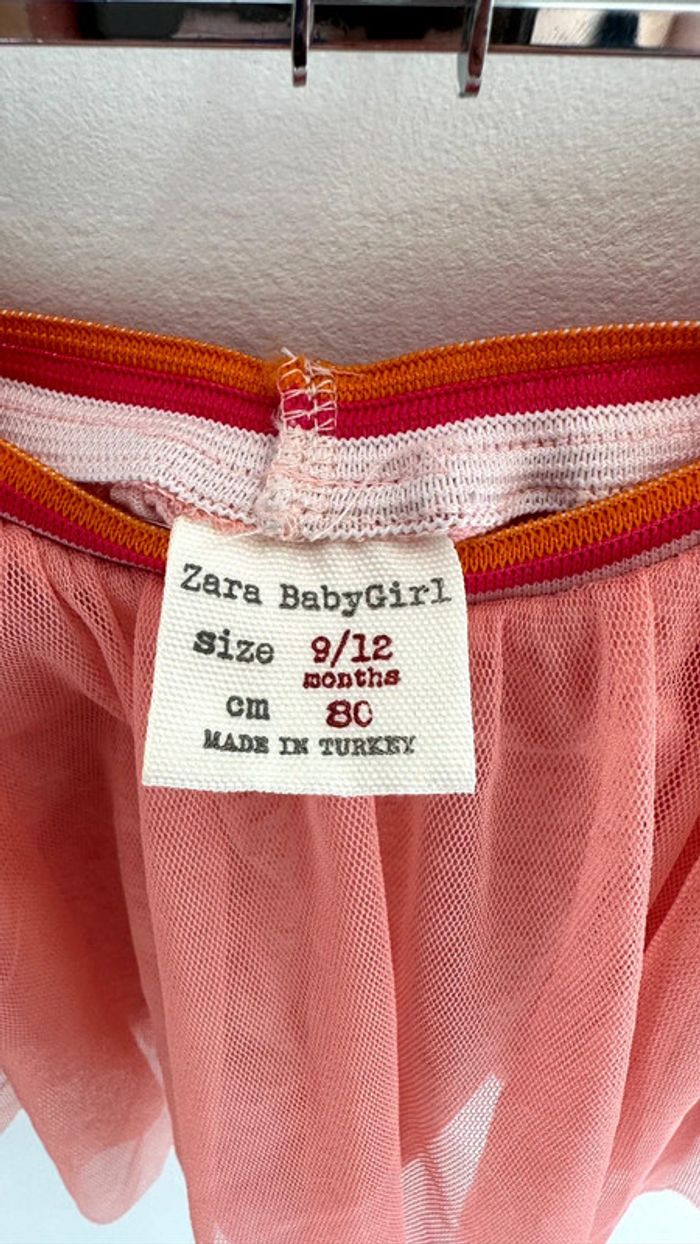 Zara BabyGirl
size 9/12
months
cm 80
MADE IN TURKEY